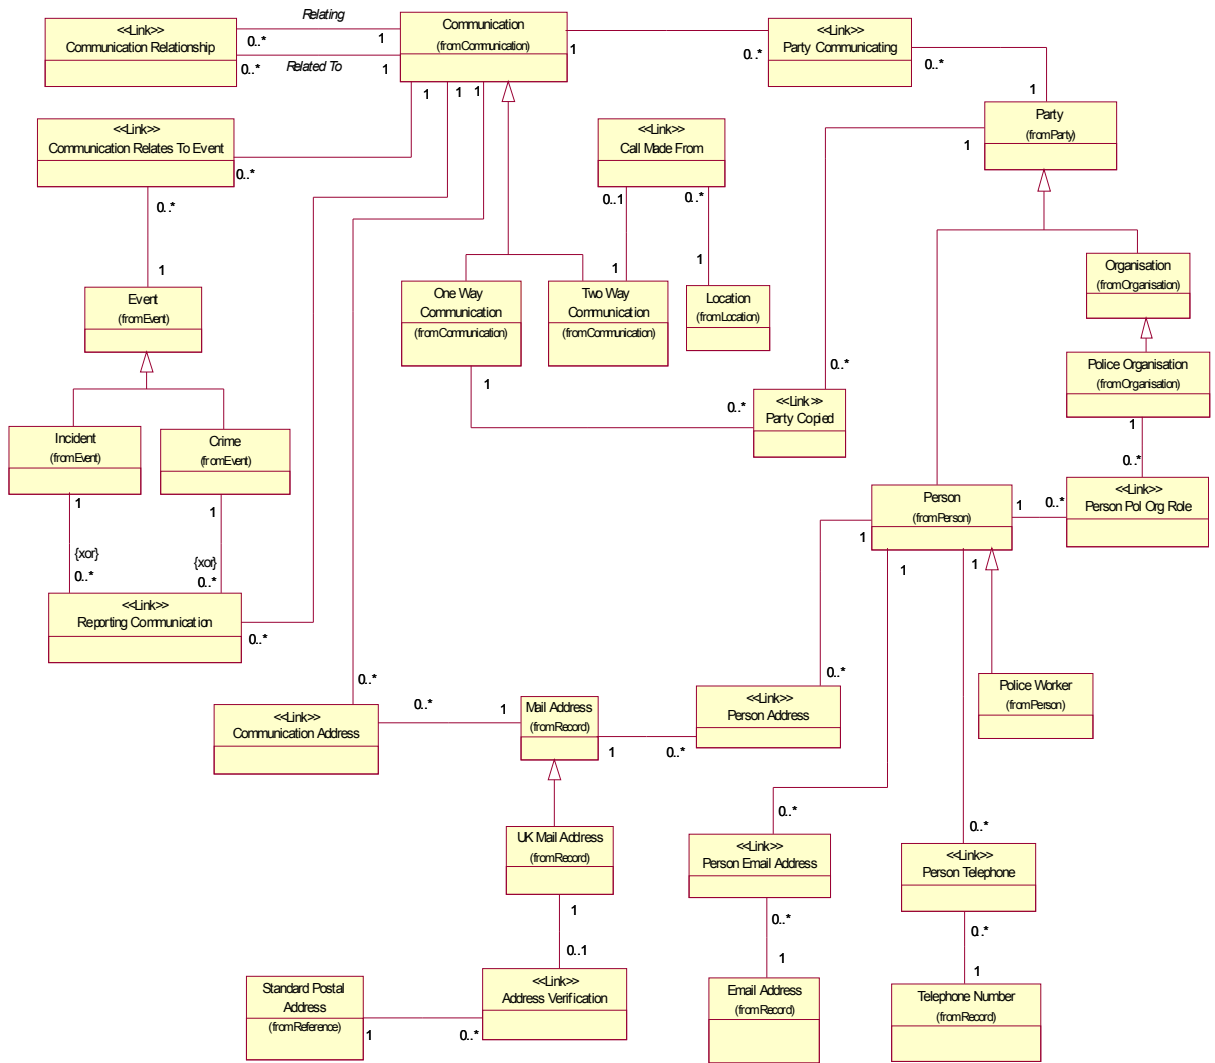 <<Link>>
Communication Relationship
Relating
0..*
1
0..*
Related To
1
Communication
(fromCommunication)
1
0..*
<<Link>>
Party Communicating
0..*
1
1
1
1
Party
(fromParty)
1
<<Link>>
Communication Relates To Event
0..*
0..*
1
<<Link>>
Call Made From
0..1
0..*
1
1
One Way
Communication
(fromCommunication)
1
Two Way
Communication
(fromCommunication)
Location
(fromLocation)
Organisation
(fromOrganisation)
Police Organisation
(fromOrganisation)
1
0..*
Event
(fromEvent)
0..*
0..*
<<Link>>
Party Copied
Incident
(fromEvent)
1
Crime
(fromEvent)
1
{xor}
0..*
{xor}
0..*
<<Link>>
Reporting Communication
0..*
Person
(fromPerson)
1
0..*
<<Link>>
Person Pol Org Role
1
1
1
0..*
0..*
<<Link>>
Communication Address
0..*
1
Mail Address
(fromRecord)
1
0..*
<<Link>>
Person Address
Police Worker
(fromPerson)
UK Mail Address
(fromRecord)
1
0..1
0..*
<<Link>>
Person Email Address
0..*
1
0..*
<<Link>>
Person Telephone
0..*
1
Standard Postal
Address
(fromReference)
1
0..*
<<Link>>
Address Verification
Email Address
(fromRecord)
Telephone Number
(fromRecord)